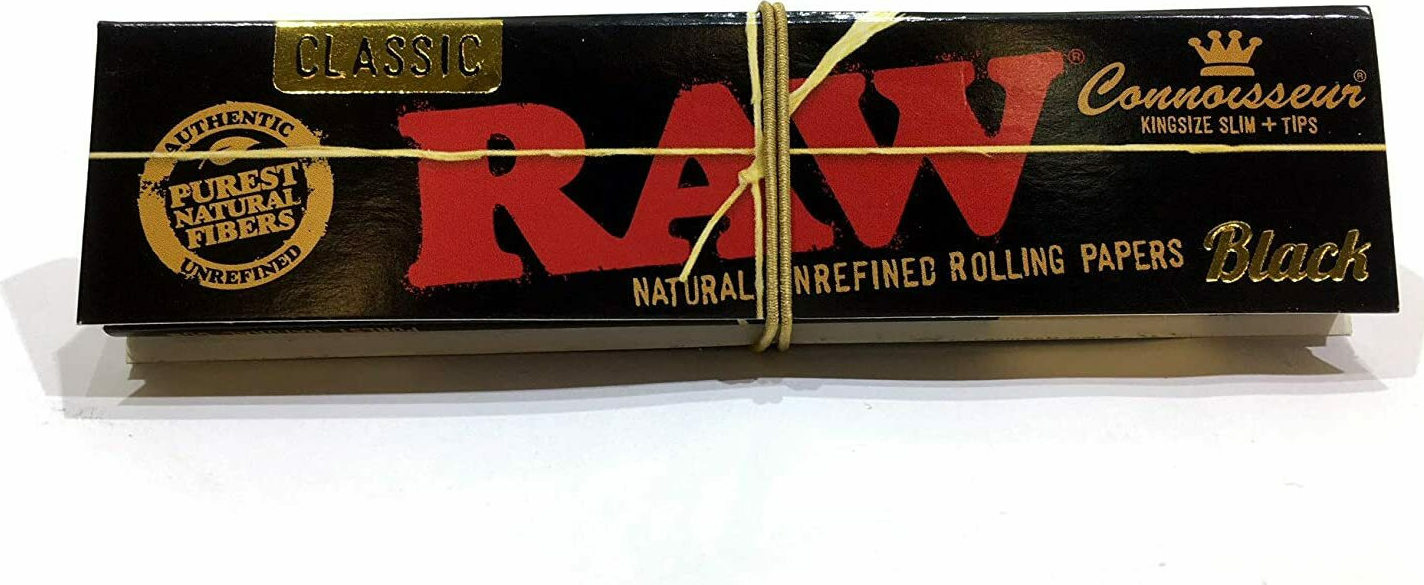 CLASSIC
AUTHENTIC
PUREST
NATURAL
FIBERS
UNREFINED
RAW®
Connoisseur®
KINGSIZE SLIM + TIPS
NATURAL UNREFINED ROLLING PAPERS
Black